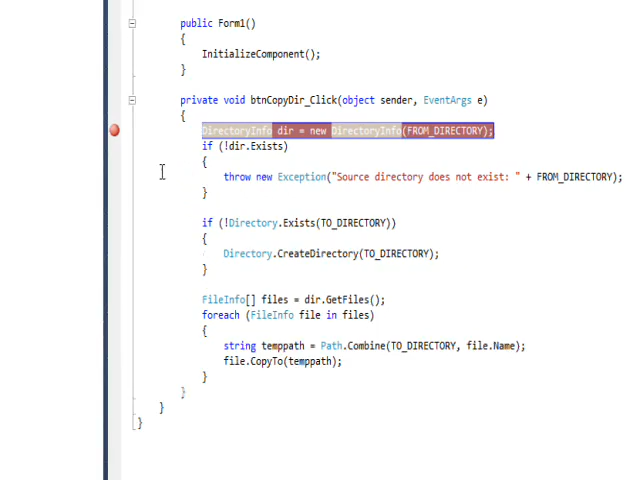 public Form1()
{
InitializeComponent();
}
private void btnCopyDir_Click(object sender, EventArgs e)
{
DirectoryInfo dir = new DirectoryInfo(FROM_DIRECTORY);
if (!dir.Exists)
{
throw new Exception("Source directory does not exist: " + FROM_DIRECTORY);
}
if (!Directory.Exists(TO_DIRECTORY))
{
Directory.CreateDirectory(TO_DIRECTORY);
}
FileInfo[] files = dir.GetFiles();
foreach (FileInfo file in files)
{
string temppath = Path.Combine(TO_DIRECTORY, file.Name);
file.CopyTo(temppath);
}
}
}
}